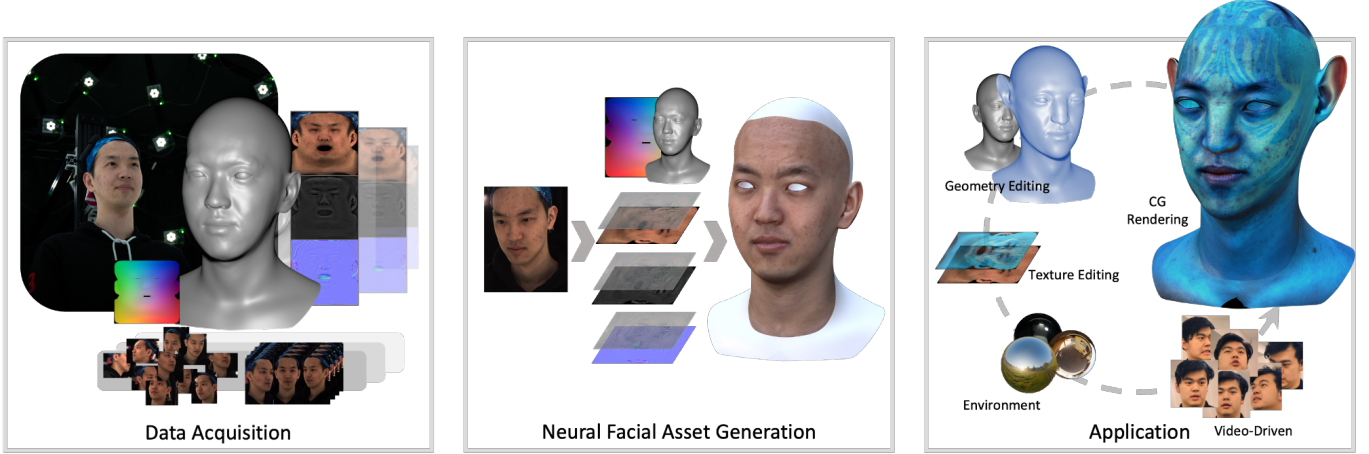 Data Acquisition
Neural Facial Asset Generation
Geometry Editing
CG
Rendering
Texture Editing
Environment
Video-Driven
Application